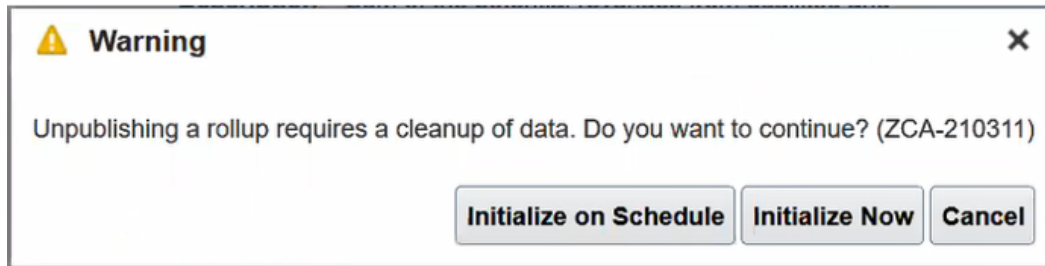 Warning
Unpublishing a rollup requires a cleanup of data. Do you want to continue? (ZCA-210311)
Initialize on Schedule Initialize Now Cancel